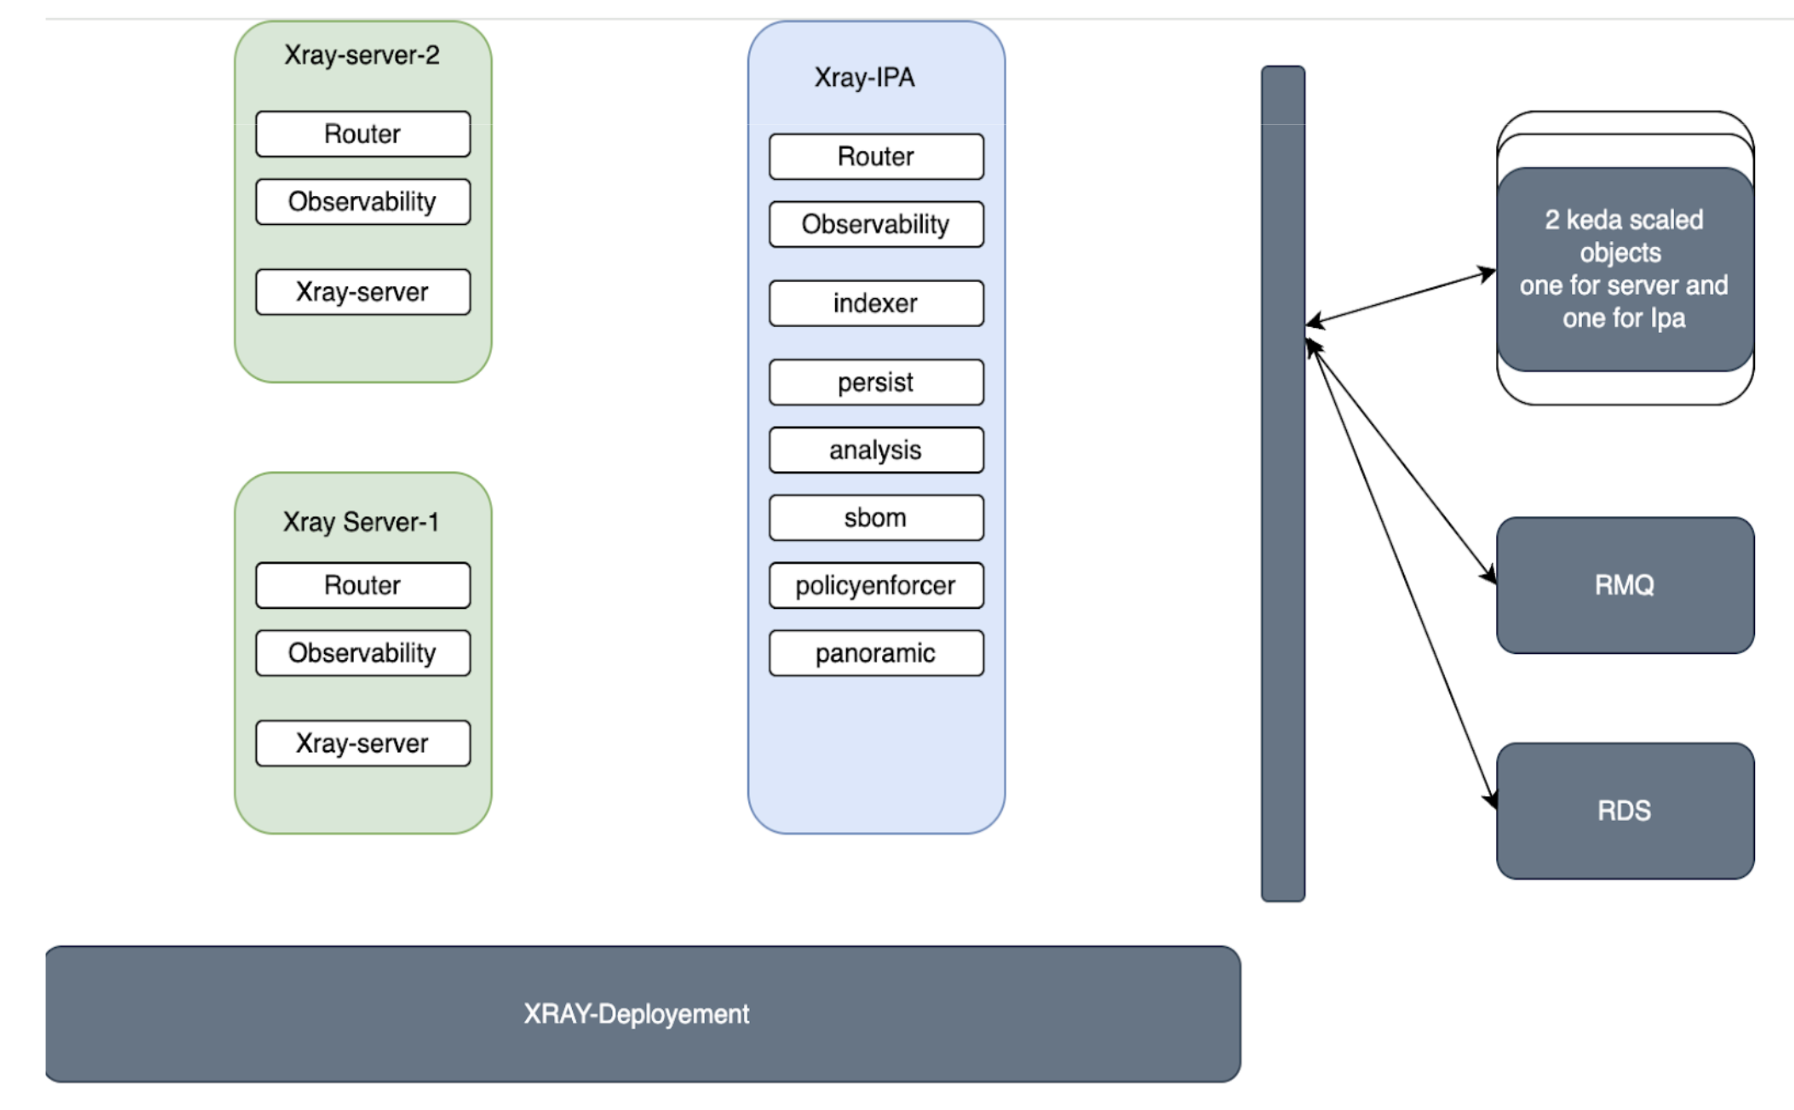 Xray-server-2
Router
Observability
Xray-server
Xray Server-1
Router
Observability
Xray-server
Xray-IPA
Router
Observability
indexer
persist
analysis
sbom
policyenforcer
panoramic
2 keda scaled
objects
one for server and
one for Ipa
RMQ
RDS
XRAY-Deployement